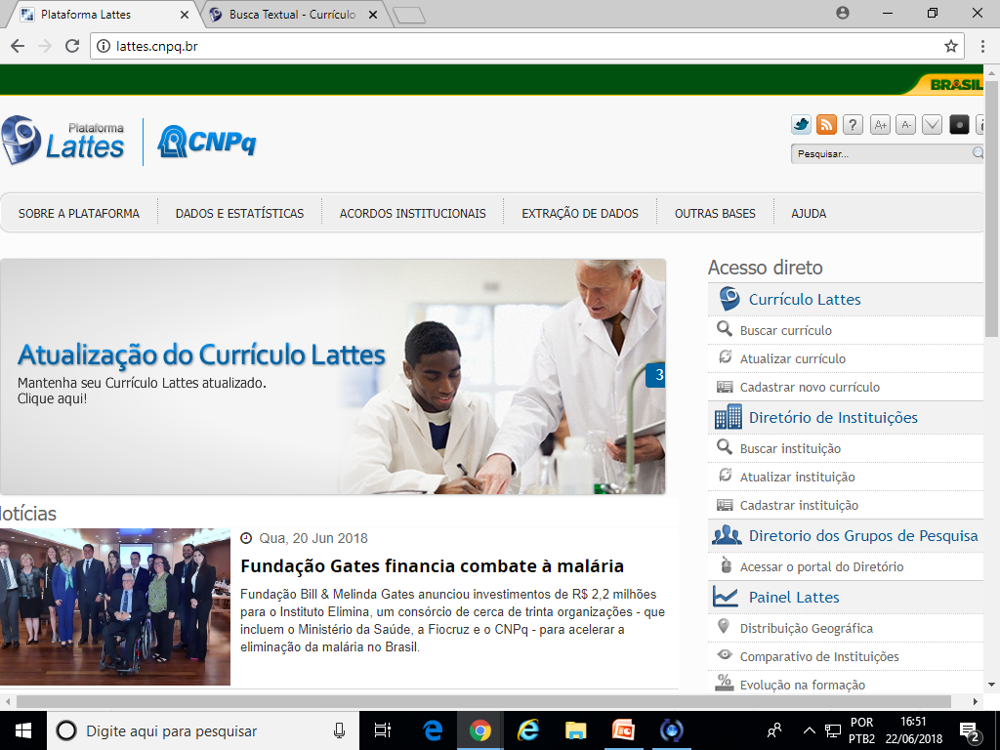 Plataforma Lattes
Busca Textual - Currículo
lattes.cnpq.br
BRASIL
Plataforma
Lattes
CNPq
A+ A-
Pesquisar...
SOBRE A PLATAFORMA DADOS E ESTATÍSTICAS ACORDOS INSTITUCIONAIS EXTRAÇÃO DE DADOS OUTRAS BASES AJUDA
Atualização do Currículo Lattes
Mantenha seu Currículo Lattes atualizado.
Clique aqui!
3
Acesso direto
Currículo Lattes
Buscar currículo
Atualizar currículo
Cadastrar novo currículo
Diretório de Instituições
Buscar instituição
Atualizar instituição
Cadastrar instituição
Diretorio dos Grupos de Pesquisa
Acessar o portal do Diretório
Painel Lattes
Distribuição Geográfica
Comparativo de Instituições
Evolução na formação
otícias
Qua, 20 Jun 2018
Fundação Gates financia combate à malária
Fundação Bill & Melinda Gates anunciou investimentos de R$ 2,2 milhões
para o Instituto Elimina, um consórcio de cerca de trinta organizações - que
incluem o Ministério da Saúde, a Fiocruz e o CNPq - para acelerar a
eliminação da malária no Brasil.
Digite aqui para pesquisar
POR
PTB2
16:51
22/06/2018
2